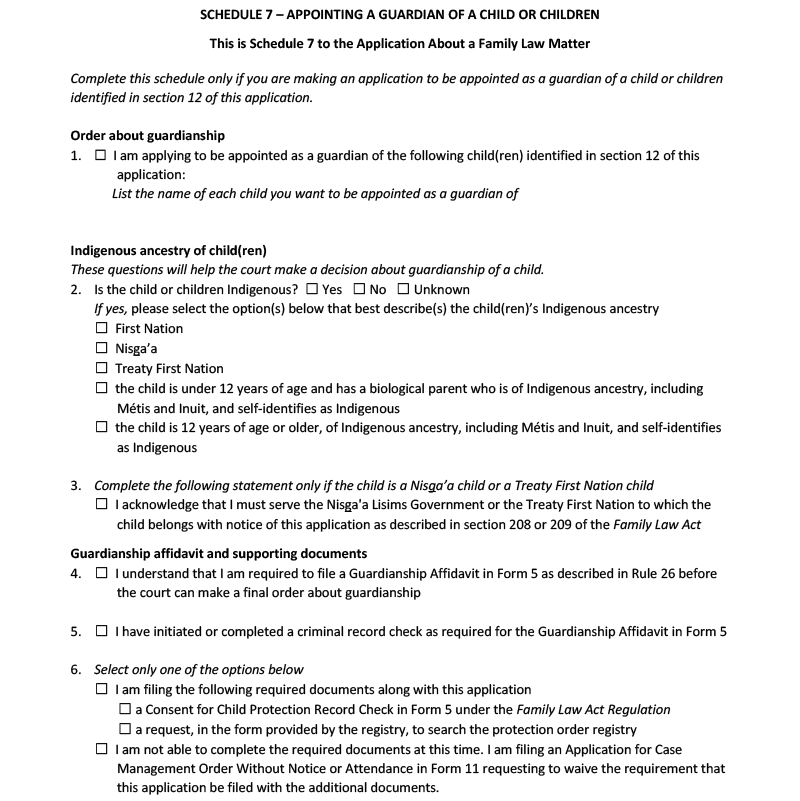 SCHEDULE 7 – APPOINTING A GUARDIAN OF A CHILD OR CHILDREN
This is Schedule 7 to the Application About a Family Law Matter
Complete this schedule only if you are making an application to be appointed as a guardian of a child or children
identified in section 12 of this application.
Order about guardianship
1. ☐ I am applying to be appointed as a guardian of the following child(ren) identified in section 12 of this
application:
List the name of each child you want to be appointed as a guardian of
Indigenous ancestry of child(ren)
These questions will help the court make a decision about guardianship of a child.
2. Is the child or children Indigenous? ☐ Yes ☐ No ☐ Unknown
If yes, please select the option(s) below that best describe(s) the child(ren)’s Indigenous ancestry
☐ First Nation
☐ Nisg̱a’a
☐ Treaty First Nation
☐ the child is under 12 years of age and has a biological parent who is of Indigenous ancestry, including
Métis and Inuit, and self-identifies as Indigenous
☐ the child is 12 years of age or older, of Indigenous ancestry, including Métis and Inuit, and self-identifies
as Indigenous
3. Complete the following statement only if the child is a Nisg̱a’a child or a Treaty First Nation child
☐ I acknowledge that I must serve the Nisg̱a'a Lisims Government or the Treaty First Nation to which the
child belongs with notice of this application as described in section 208 or 209 of the Family Law Act
Guardianship affidavit and supporting documents
4. ☐ I understand that I am required to file a Guardianship Affidavit in Form 5 as described in Rule 26 before
the court can make a final order about guardianship
5. ☐ I have initiated or completed a criminal record check as required for the Guardianship Affidavit in Form 5
6. Select only one of the options below
☐ I am filing the following required documents along with this application
☐ a Consent for Child Protection Record Check in Form 5 under the Family Law Act Regulation
☐ a request, in the form provided by the registry, to search the protection order registry
☐ I am not able to complete the required documents at this time. I am filing an Application for Case
Management Order Without Notice or Attendance in Form 11 requesting to waive the requirement that
this application be filed with the additional documents.